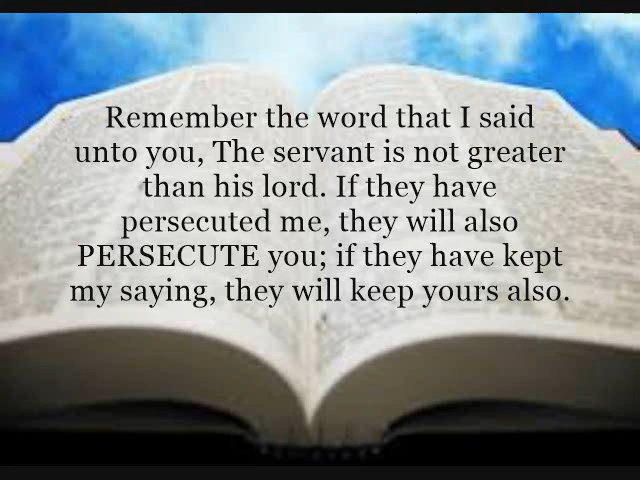 Remember the word that I said
unto you, The servant is not greater
than his lord. If they have
persecuted me, they will also
PERSECUTE you; if they have kept
my saying, they will keep yours also.